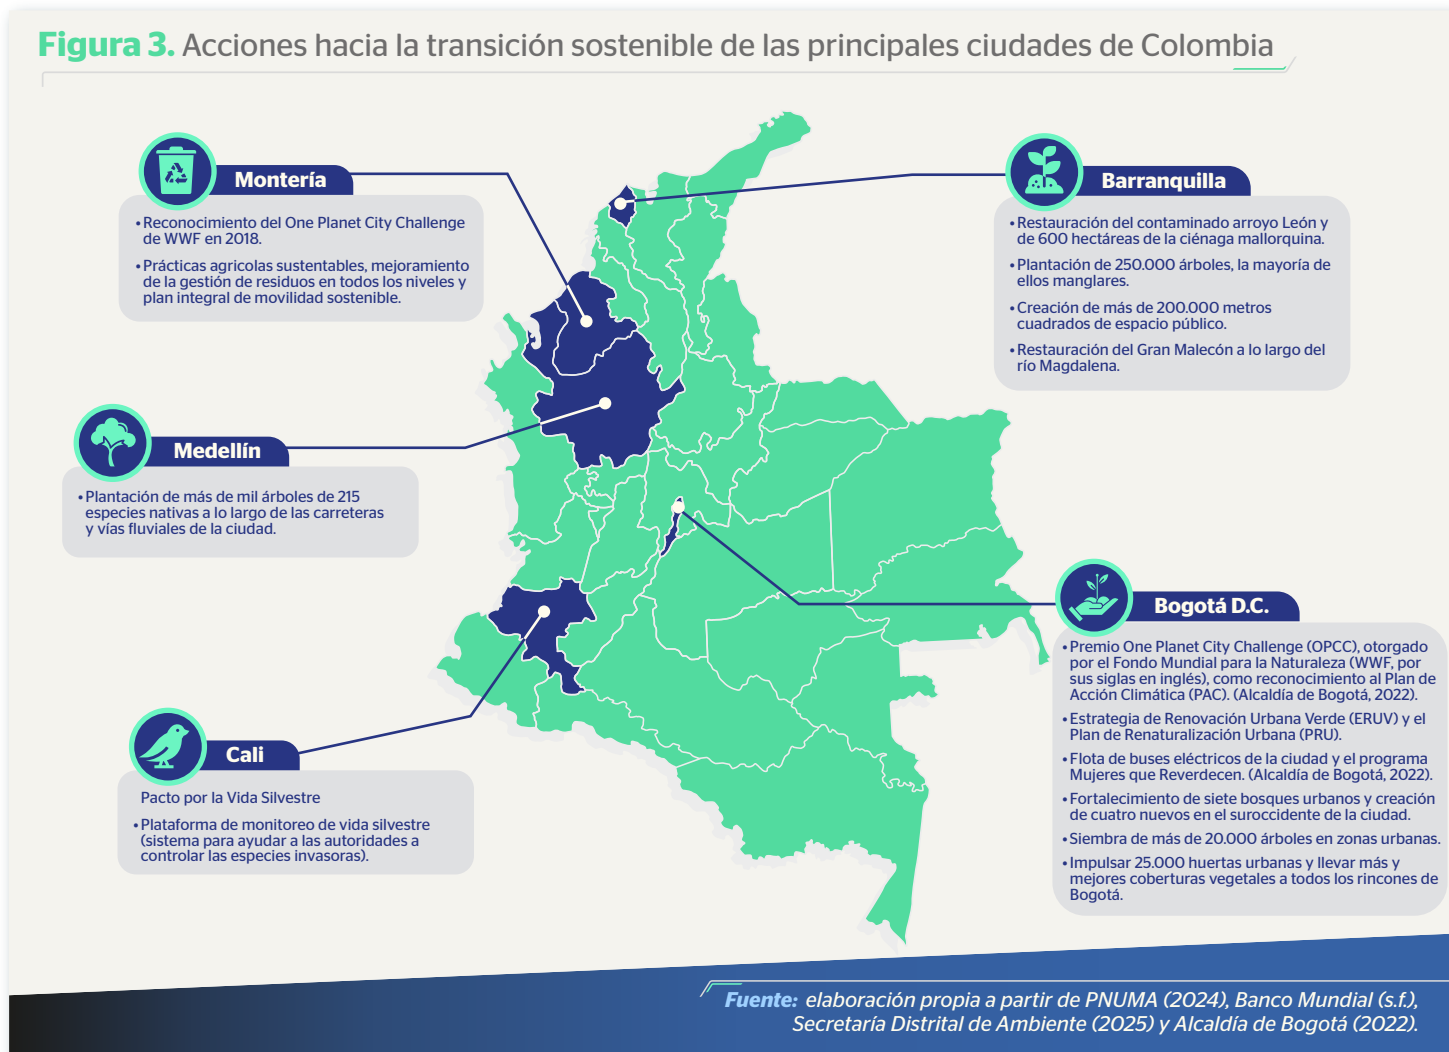 Figura 3. Acciones hacia la transición sostenible de las principales ciudades de Colombia
Montería
• Reconocimiento del One Planet City Challenge
de WWF en 2018.
• Prácticas agricolas sustentables, mejoramiento
de la gestión de residuos en todos los niveles y
plan integral de movilidad sostenible.
Barranquilla
• Restauración del contaminado arroyo León y
de 600 hectáreas de la ciénaga mallorquina.
• Plantación de 250.000 árboles, la mayoría de
ellos manglares.
• Creación de más de 200.000 metros
cuadrados de espacio público.
• Restauración del Gran Malecón a lo largo del
río Magdalena.
Medellín
• Plantación de más de mil árboles de 215
especies nativas a lo largo de las carreteras
y vías fluviales de la ciudad.
Bogotá D.C.
• Premio One Planet City Challenge (OPCC), otorgado
por el Fondo Mundial para la Naturaleza (WWF, por
sus siglas en inglés), como reconocimiento al Plan de
Acción Climática (PAC). (Alcaldía de Bogotá, 2022).
• Estrategia de Renovación Urbana Verde (ERUV) y el
Plan de Renaturalización Urbana (PRU).
• Flota de buses eléctricos de la ciudad y el programa
Mujeres que Reverdecen. (Alcaldía de Bogotá, 2022).
• Fortalecimiento de siete bosques urbanos y creación
de cuatro nuevos en el suroccidente de la ciudad.
• Siembra de más de 20.000 árboles en zonas urbanas.
• Impulsar 25.000 huertas urbanas y llevar más y
mejores coberturas vegetales a todos los rincones de
Bogotá.
Cali
Pacto por la Vida Silvestre
• Plataforma de monitoreo de vida silvestre
(sistema para ayudar a las autoridades a
controlar las especies invasoras).
Fuente: elaboración propia a partir de PNUMA (2024), Banco Mundial (s.f.),
Secretaría Distrital de Ambiente (2025) y Alcaldía de Bogotá (2022).